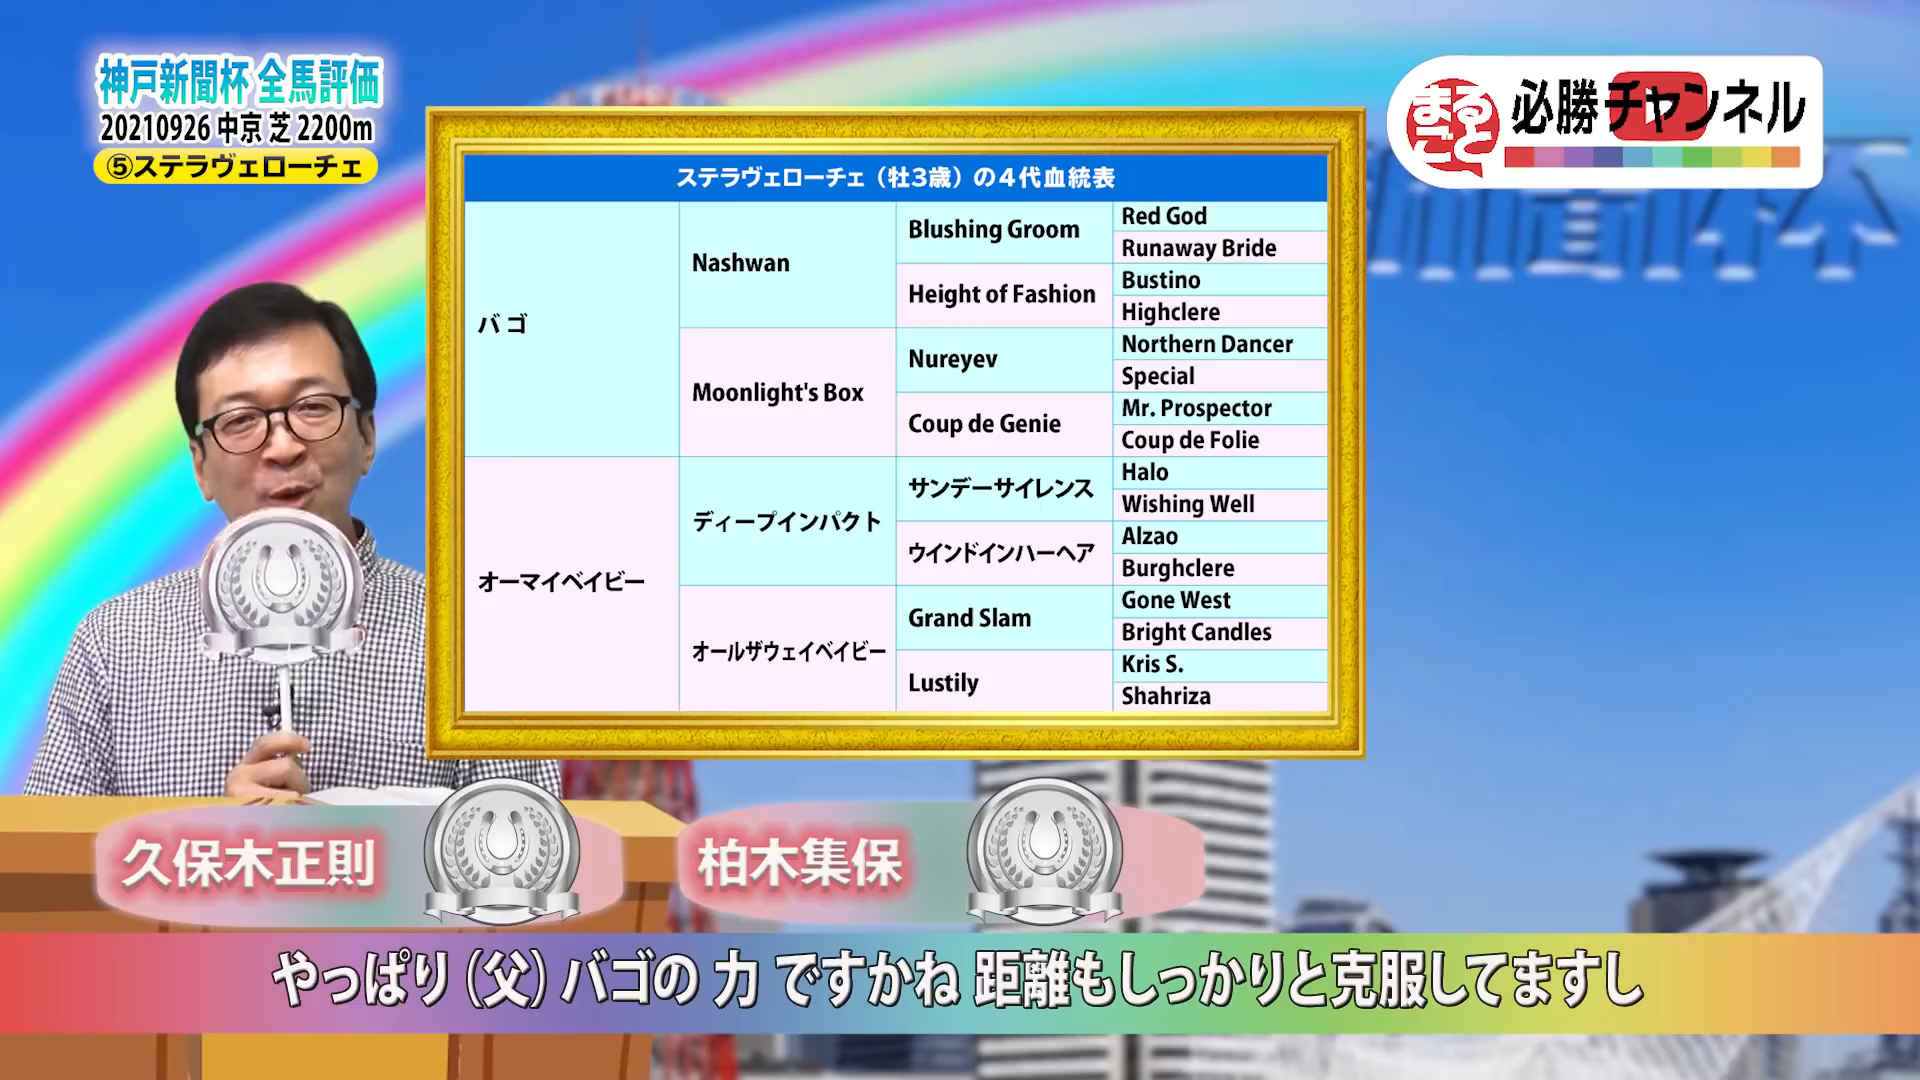 神戸新聞杯 全馬評価
20210926 中京 芝 2200m
⑤ステラヴェローチェ
まるごと
必勝チャンネル
ステラヴェローチェ（牡3歳）の4代血統表
バゴ
Nashwan
Blushing Groom
Red God
Runaway Bride
Height of Fashion
Bustino
Highclere
Moonlight's Box
Nureyev
Northern Dancer
Special
Coup de Genie
Mr. Prospector
Coup de Folie
オーマイベイビー
ディープインパクト
サンデーサイレンス
Halo
Wishing Well
ウインドインハーヘア
Alzao
Burghclere
オールザウェイベイビー
Grand Slam
Gone West
Bright Candles
Lustily
Kris S.
Shahriza
久保木正則
柏木集保
やっぱり（父）バゴの 力 ですかね 距離もしっかりと克服してますし